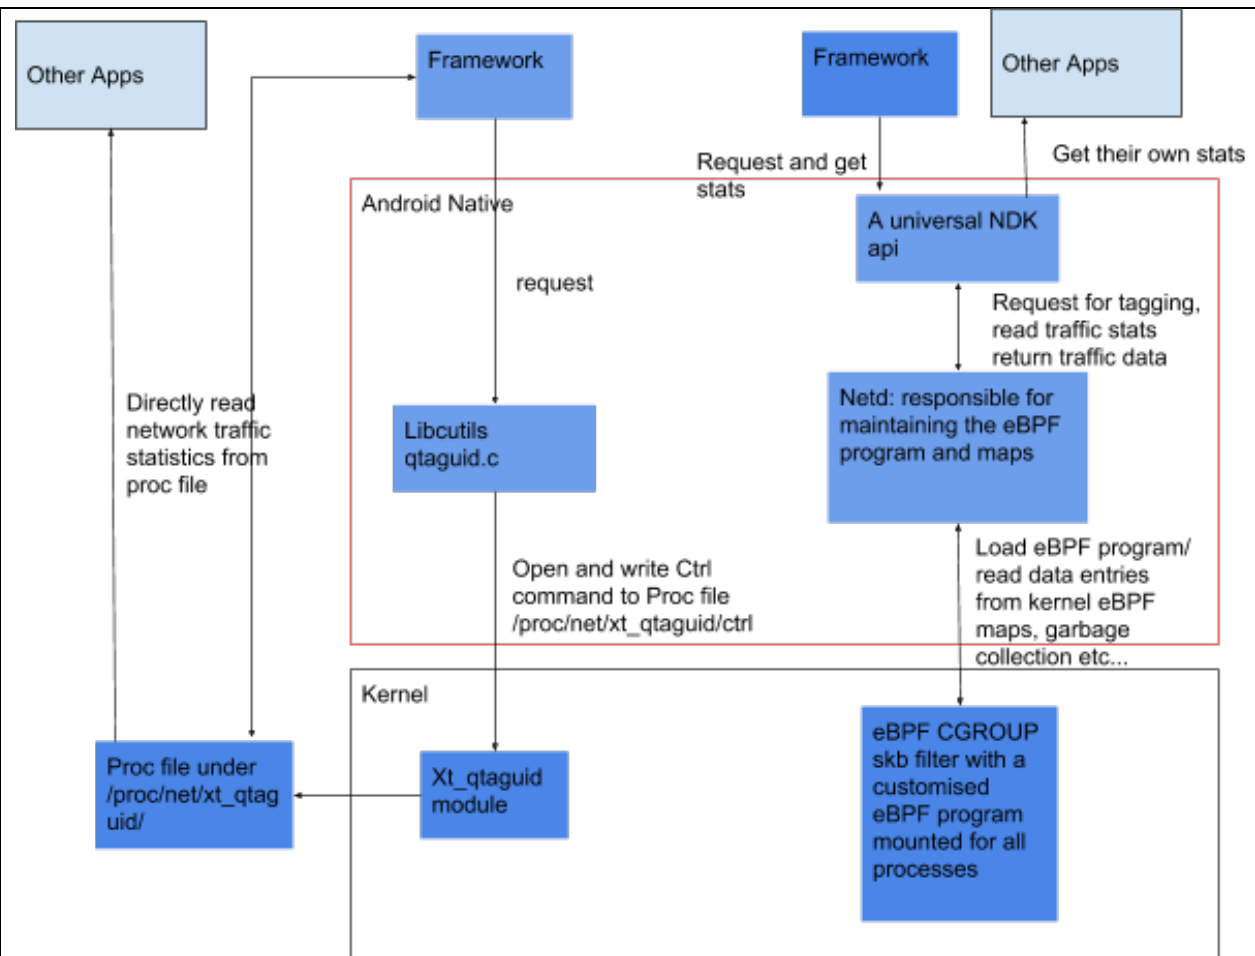 Other Apps
Framework
Framework
Other Apps
Request and get
stats
Get their own stats
Android Native
A universal NDK
api
request
Request for tagging,
read traffic stats
return traffic data
Directly read
network traffic
statistics from
proc file
Libcutils
qtaguid.c
Netd: responsible for
maintaining the eBPF
program and maps
Open and write Ctrl
command to Proc file
/proc/net/xt_qtaguid/ctrl
Load eBPF program/
read data entries
from kernel eBPF
maps, garbage
collection etc...
Kernel
Proc file under
/proc/net/xt_qtag
uid/
Xt_qtaguid
module
eBPF CGROUP
skb filter with a
customised
eBPF program
mounted for all
processes